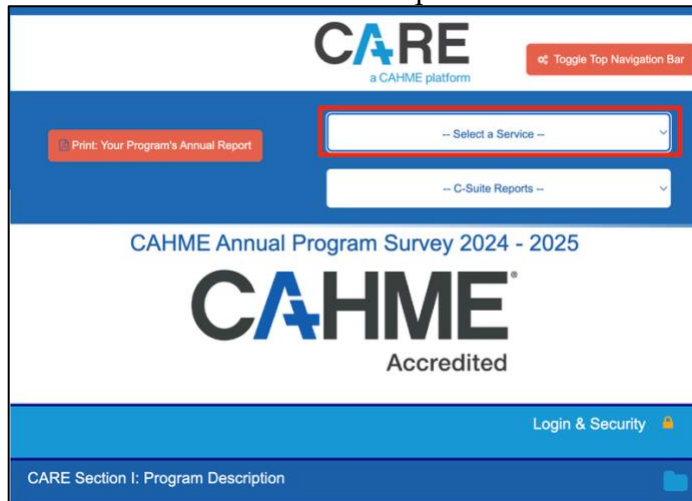 CARE
a CAHME platform
Toggle Top Navigation Bar
Print: Your Program's Annual Report
-- Select a Service --
-- C-Suite Reports --
CAHME Annual Program Survey 2024 - 2025
CAHME®
Accredited
Login & Security
CARE Section I: Program Description